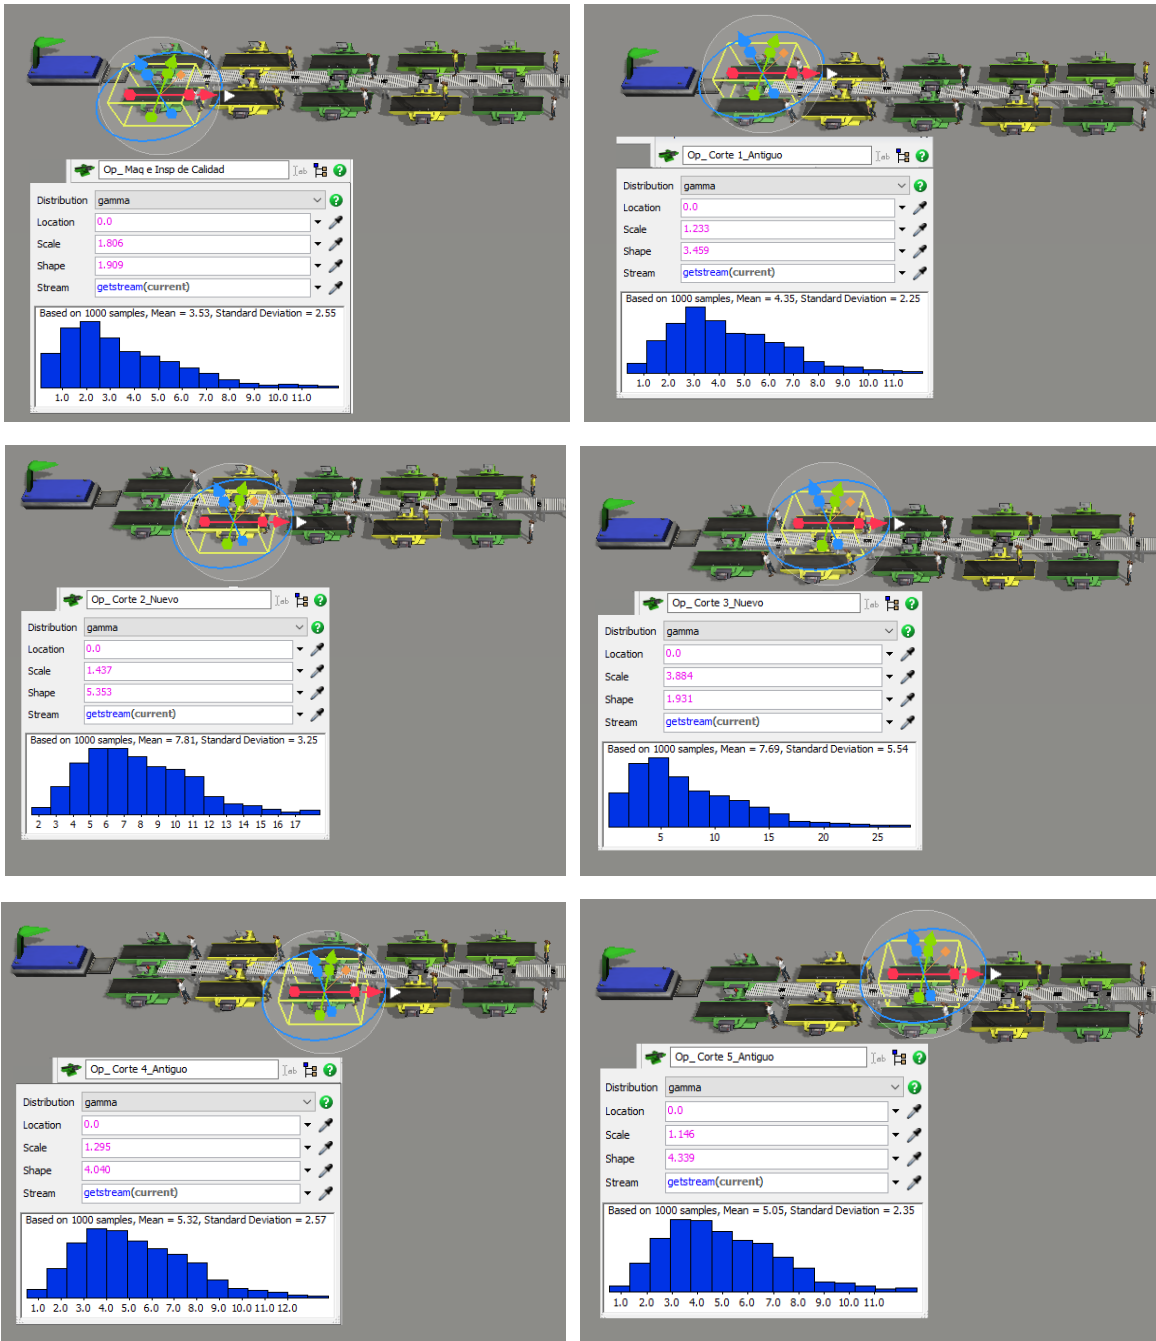 Op_ Maq e Insp de Calidad
Distribution gamma
Location 0.0
Scale 1.806
Shape 1.909
Stream getstream(current)
Based on 1000 samples, Mean = 3.53, Standard Deviation = 2.55
1.0 2.0 3.0 4.0 5.0 6.0 7.0 8.0 9.0 10.0 11.0
Op_Corte 1_Antiguo
Distribution gamma
Location 0.0
Scale 1.233
Shape 3.459
Stream getstream(current)
Based on 1000 samples, Mean = 4.35, Standard Deviation = 2.25
1.0 2.0 3.0 4.0 5.0 6.0 7.0 8.0 9.0 10.0 11.0
Op_ Corte 2_Nuevo
Distribution gamma
Location 0.0
Scale 1.437
Shape 5.353
Stream getstream(current)
Based on 1000 samples, Mean = 7.81, Standard Deviation = 3.25
2 3 4 5 6 7 8 9 10 11 12 13 14 15 16 17
Op_ Corte 3_Nuevo
Distribution gamma
Location 0.0
Scale 3.884
Shape 1.931
Stream getstream(current)
Based on 1000 samples, Mean = 7.69, Standard Deviation = 5.54
5 10 15 20 25
Op_ Corte 4_Antiguo
Distribution gamma
Location 0.0
Scale 1.295
Shape 4.040
Stream getstream(current)
Based on 1000 samples, Mean = 5.32, Standard Deviation = 2.57
1.0 2.0 3.0 4.0 5.0 6.0 7.0 8.0 9.0 10.0 11.0 12.0
Op_ Corte 5_Antiguo
Distribution gamma
Location 0.0
Scale 1.146
Shape 4.339
Stream getstream(current)
Based on 1000 samples, Mean = 5.05, Standard Deviation = 2.35
1.0 2.0 3.0 4.0 5.0 6.0 7.0 8.0 9.0 10.0 11.0